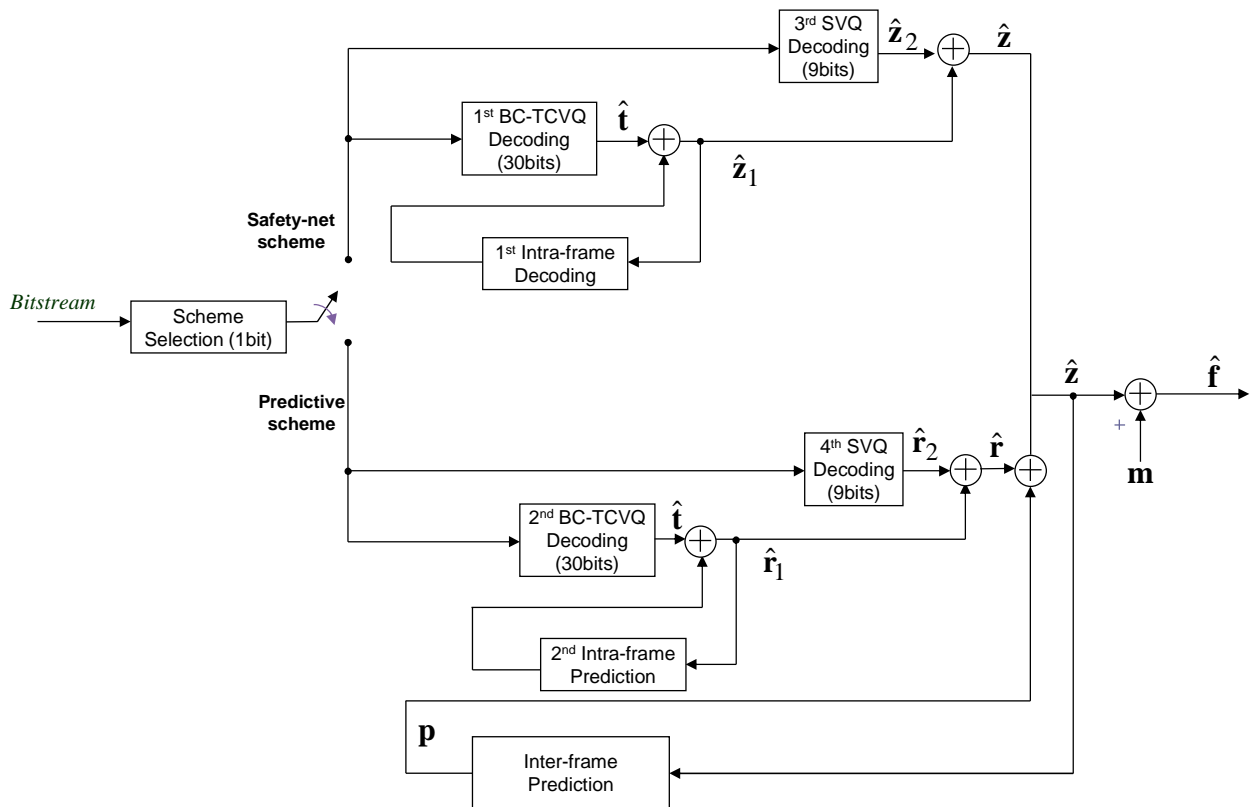 3rd SVQ
Decoding
(9bits)
ẑ2
ẑ
1st BC-TCVQ
Decoding
(30bits)
t̂
ẑ1
Safety-net
scheme
1st Intra-frame
Decoding
Bitstream
Scheme
Selection (1bit)
Predictive
scheme
ẑ
f̂
+
m
4th SVQ
Decoding
(9bits)
r̂2
r̂
2nd BC-TCVQ
Decoding
(30bits)
t̂
r̂1
2nd Intra-frame
Prediction
p
Inter-frame
Prediction